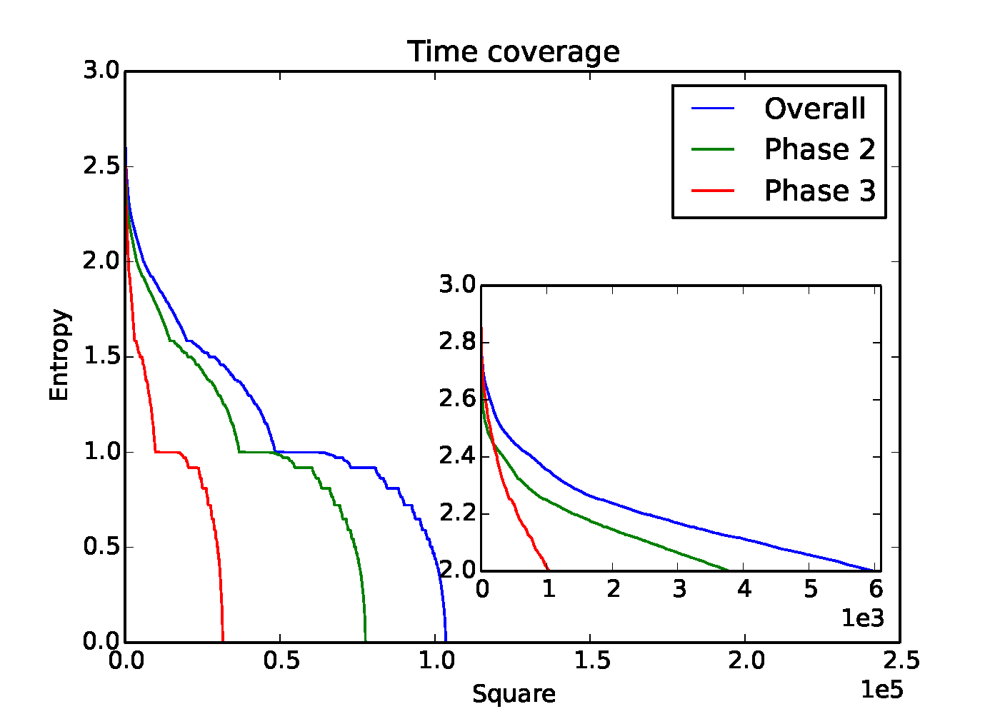 Time coverage
3.0
2.5
2.0
1.5
1.0
0.5
0.0
Entropy
0.0 0.5 1.0 1.5 2.0 2.5
1e5
Square
Overall
Phase 2
Phase 3
3.0
2.8
2.6
2.4
2.2
2.0
0 1 2 3 4 5 6
1e3